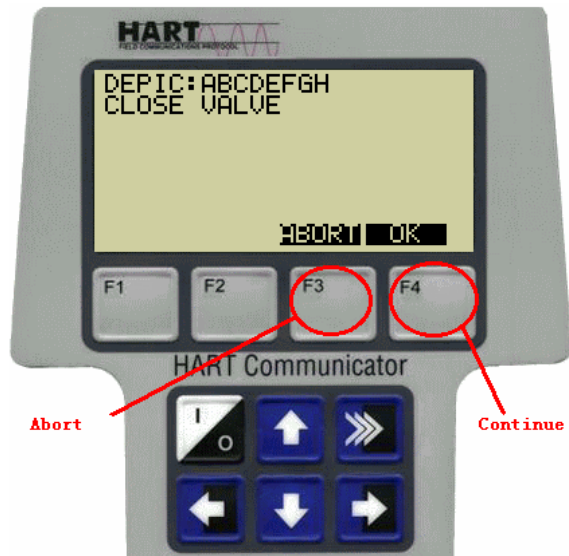 HART
FIELD COMMUNICATIONS PROTOCOL
DEPIC:ABCDEFGH
CLOSE VALVE
ABORT OK
F1 F2 F3 F4
HART Communicator
Abort
Continue
I
O